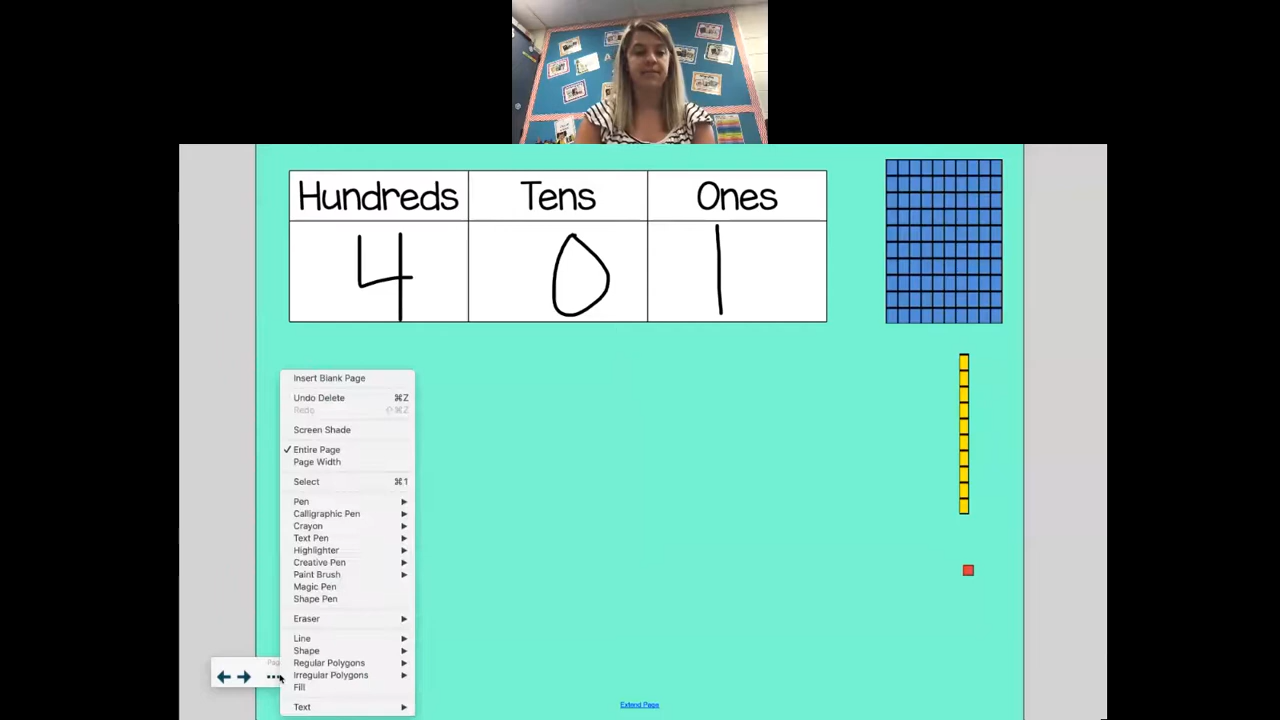 Hundreds Tens Ones
4 0 1
Insert Blank Page
Undo Delete ⌘Z
Redo ⇧⌘Z
Screen Shade
✓ Entire Page
Page Width
Select ⌘1
Pen
Calligraphic Pen
Crayon
Text Pen
Highlighter
Creative Pen
Paint Brush
Magic Pen
Shape Pen
Eraser
Line
Shape
Regular Polygons
Irregular Polygons
Fill
Text
Extend Page